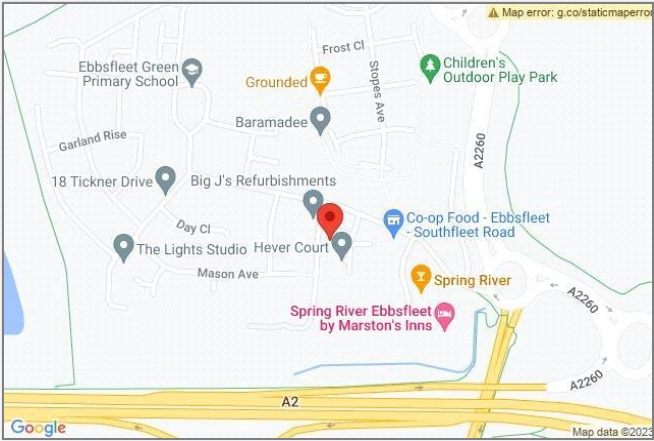 Map error: g.co/staticmaperror
Frost Cl
Children's
Outdoor Play Park
Ebbsfleet Green
Primary School
Grounded
Stopes Ave
Baramadee
Garland Rise
A2260
18 Tickner Drive
Big J's Refurbishments
Day Cl
Co-op Food - Ebbsfleet
- Southfleet Road
The Lights Studio
Hever Court
Mason Ave
Spring River
A2260
Spring River Ebbsfleet
by Marston's Inns
A2260
A2
Google
Map data ©2023